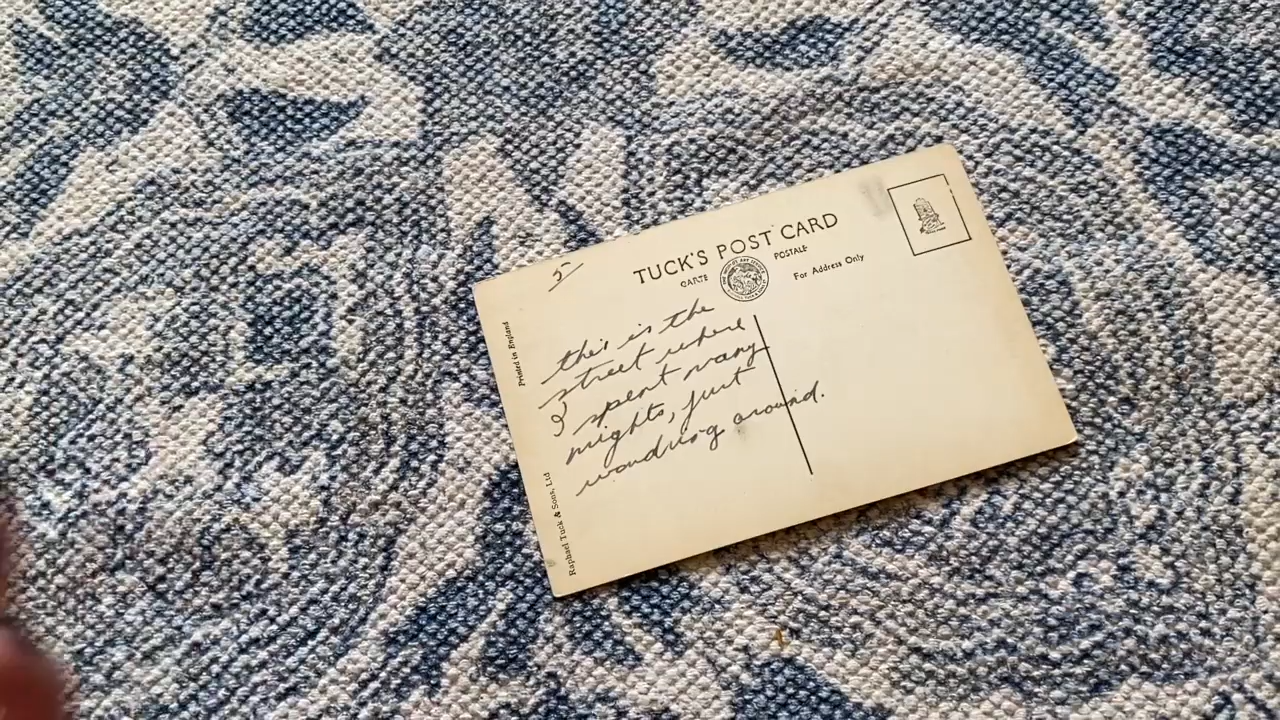 5
TUCK'S POST CARD
CARTE POSTALE
For Address Only
this is the
street where
I spent many
nights, just
wandring around.
Printed in England
Raphael Tuck & Sons, Ltd